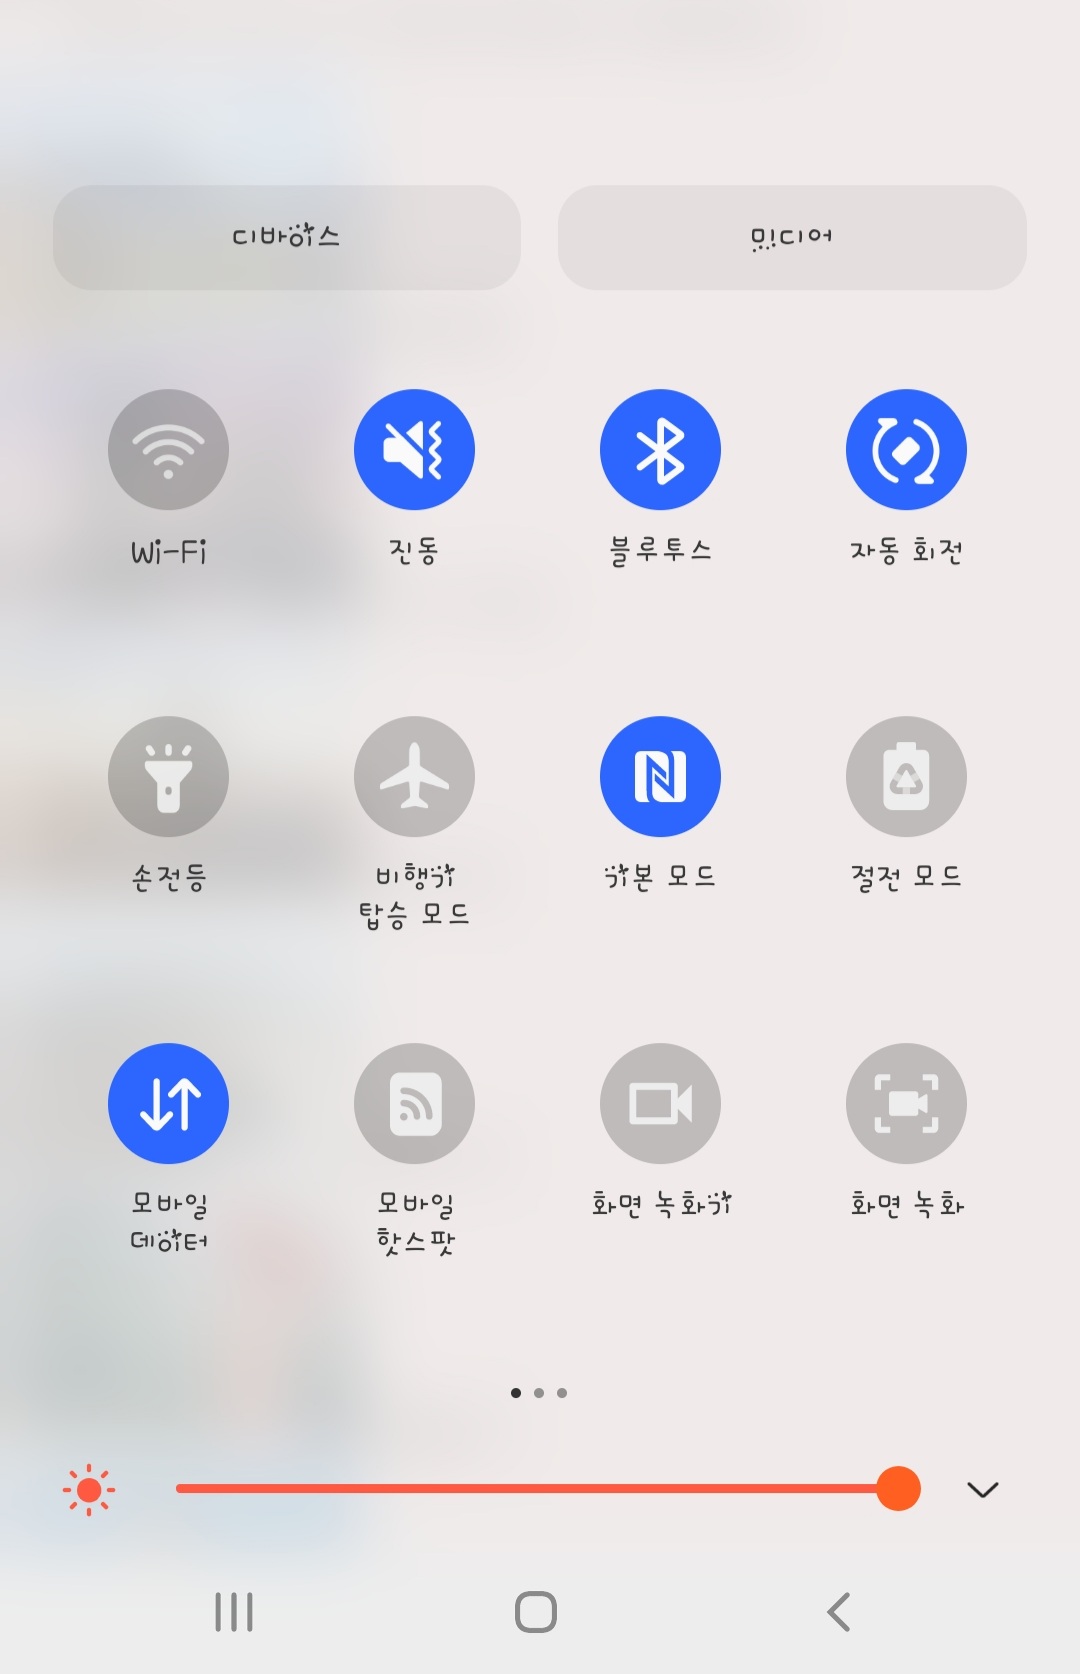 디바이스
미디어
Wi-Fi
진동
블루투스
자동 회전
손전등
비행기
탑승 모드
기본 모드
절전 모드
모바일
데이터
모바일
핫스팟
화면 녹화기
화면 녹화